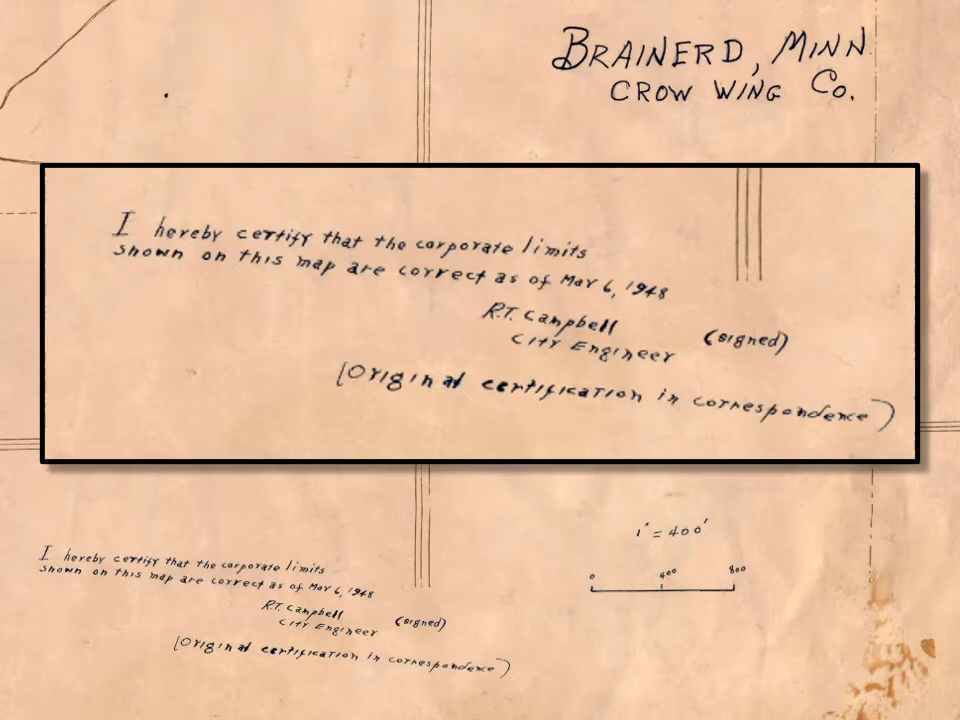 BRAINERD, MINN
CROW WING Co.
I hereby certify that the corporate limits
shown on this map are correct as of May 6, 1948
R.T. Campbell (signed)
City Engineer
(Original certification in correspondence)
1" = 400'
0 400 800
I hereby certify that the corporate limits
shown on this map are correct as of May 6, 1948
R.T. Campbell (signed)
City Engineer
(Original certification in correspondence)